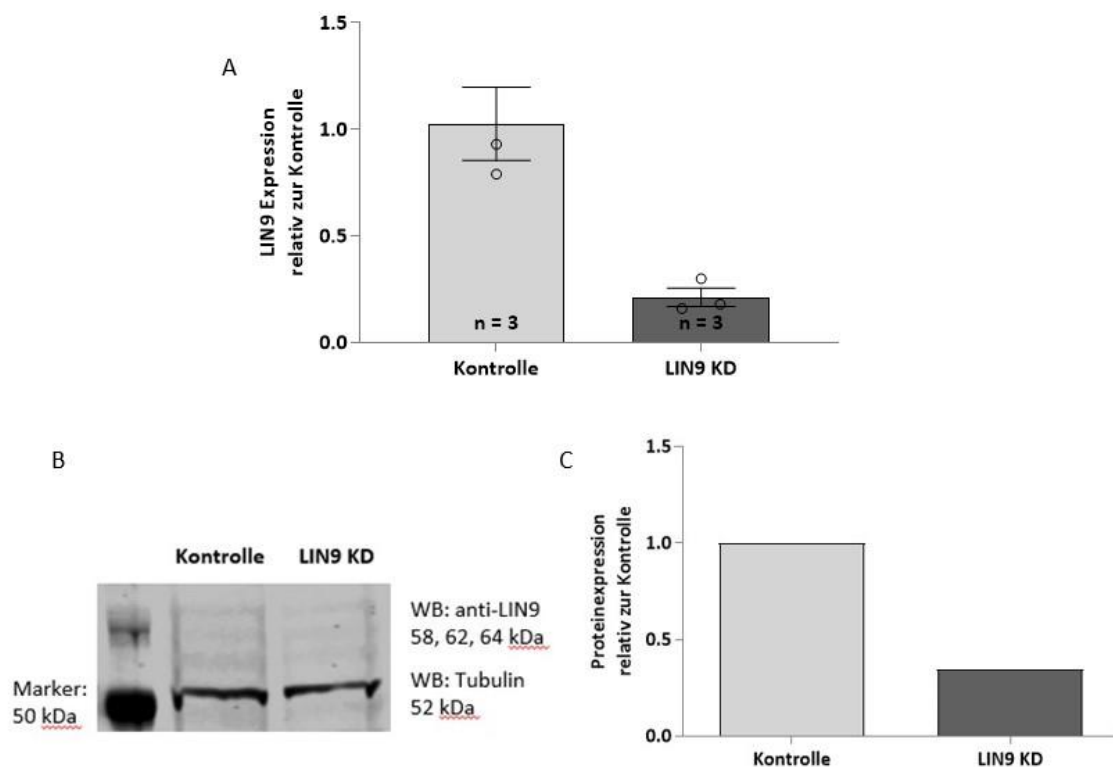 A
LIN9 Expression
relativ zur Kontrolle
1.5
1.0
0.5
0.0
n = 3
n = 3
Kontrolle
LIN9 KD
B
Kontrolle
LIN9 KD
Marker:
50 kDa
WB: anti-LIN9
58, 62, 64 kDa
WB: Tubulin
52 kDa
C
Proteinexpression
relativ zur Kontrolle
1.5
1.0
0.5
0.0
Kontrolle
LIN9 KD